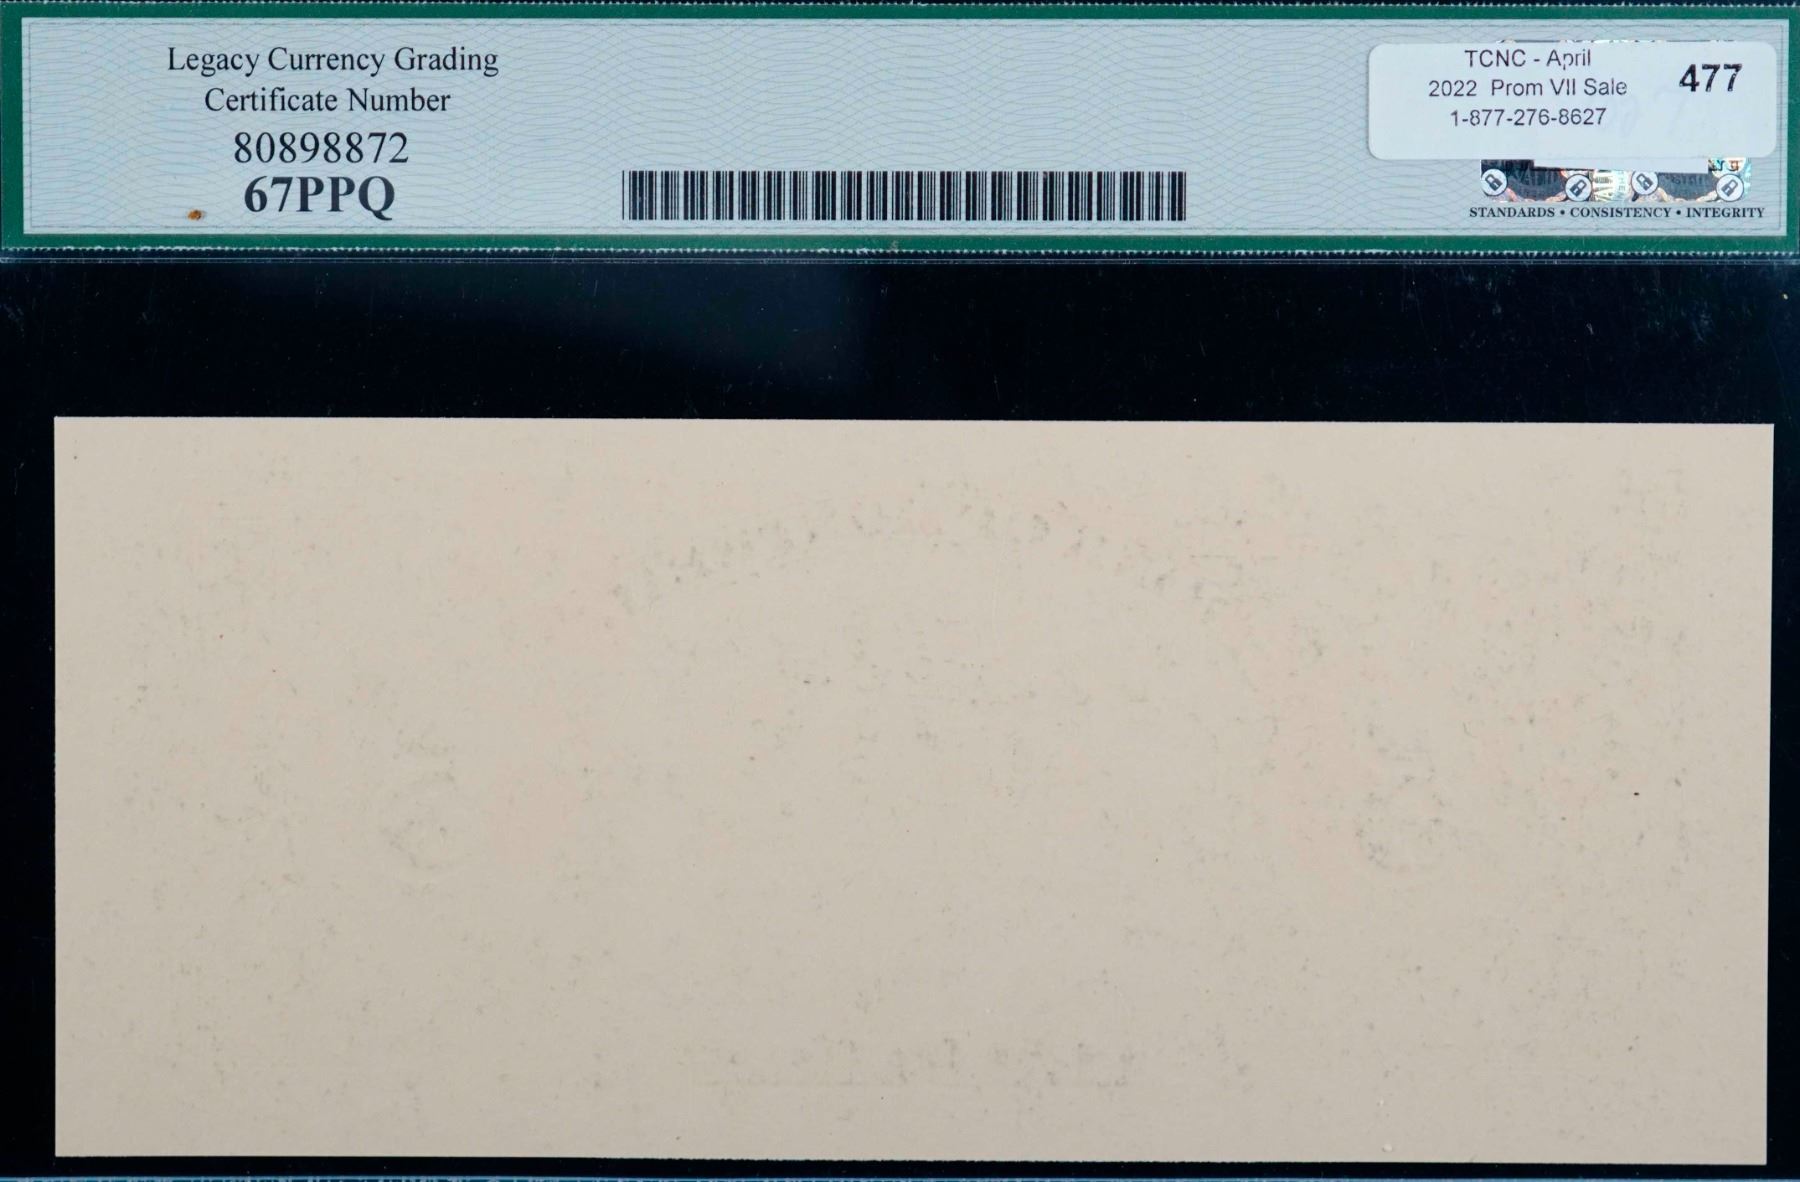 Legacy Currency Grading
Certificate Number
80898872
67PPQ
TCNC - April
2022 Prom VII Sale
1-877-276-8627
477
STANDARDS • CONSISTENCY • INTEGRITY